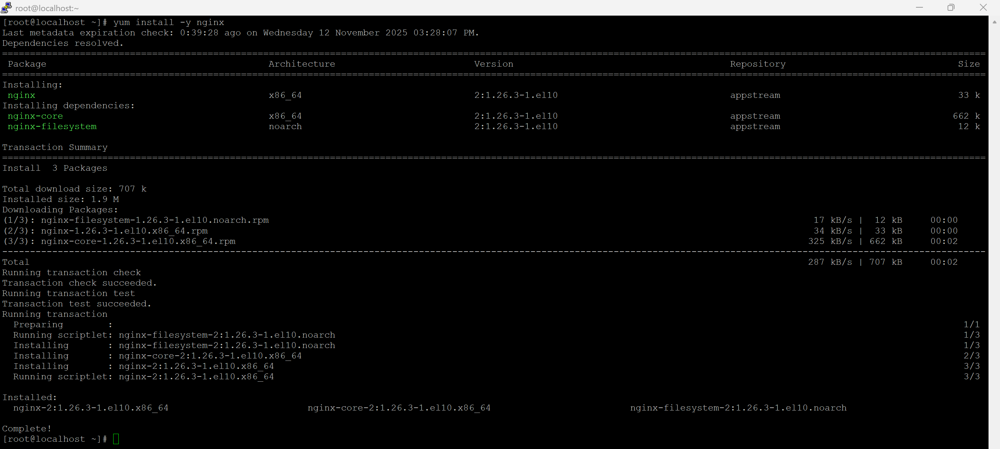 root@localhost:~
[root@localhost ~]# yum install -y nginx
Last metadata expiration check: 0:39:28 ago on Wednesday 12 November 2025 03:28:07 PM.
Dependencies resolved.
Package Architecture Version Repository Size
Installing:
nginx x86_64 2:1.26.3-1.el10 appstream 33 k
Installing dependencies:
nginx-core x86_64 2:1.26.3-1.el10 appstream 662 k
nginx-filesystem noarch 2:1.26.3-1.el10 appstream 12 k
Transaction Summary
Install 3 Packages
Total download size: 707 k
Installed size: 1.9 M
Downloading Packages:
(1/3): nginx-filesystem-1.26.3-1.el10.noarch.rpm 17 kB/s | 12 kB 00:00
(2/3): nginx-1.26.3-1.el10.x86_64.rpm 34 kB/s | 33 kB 00:00
(3/3): nginx-core-1.26.3-1.el10.x86_64.rpm 325 kB/s | 662 kB 00:02
Total 287 kB/s | 707 kB 00:02
Running transaction check
Transaction check succeeded.
Running transaction test
Transaction test succeeded.
Running transaction
Preparing : 1/1
Running scriptlet: nginx-filesystem-2:1.26.3-1.el10.noarch 1/3
Installing : nginx-filesystem-2:1.26.3-1.el10.noarch 1/3
Installing : nginx-core-2:1.26.3-1.el10.x86_64 2/3
Installing : nginx-2:1.26.3-1.el10.x86_64 3/3
Running scriptlet: nginx-2:1.26.3-1.el10.x86_64 3/3
Installed:
nginx-2:1.26.3-1.el10.x86_64 nginx-core-2:1.26.3-1.el10.x86_64 nginx-filesystem-2:1.26.3-1.el10.noarch
Complete!
[root@localhost ~]#